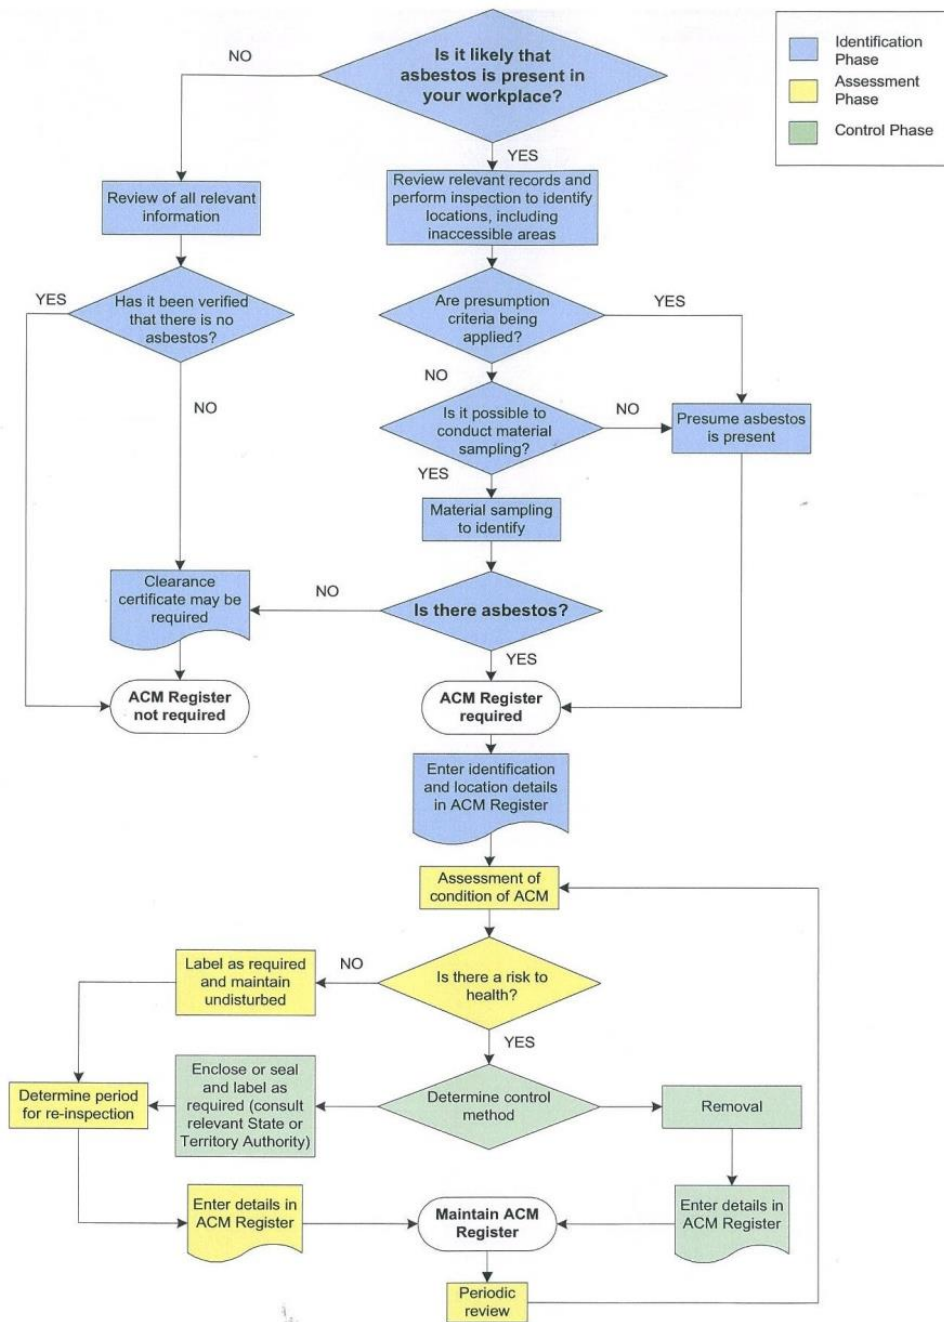 Is it likely that
asbestos is present in
your workplace?
NO
YES
Identification
Phase
Assessment
Phase
Control Phase
Review of all relevant
information
Review relevant records and
perform inspection to identify
locations, including
inaccessible areas
YES
Has it been verified
that there is no
asbestos?
NO
Are presumption
criteria being
applied?
YES
NO
Is it possible to
conduct material
sampling?
NO
Presume asbestos
is present
YES
Material sampling
to identify
Clearance
certificate may be
required
NO
Is there asbestos?
YES
ACM Register
not required
ACM Register
required
Enter identification
and location details
in ACM Register
Assessment of
condition of ACM
Label as required
and maintain
undisturbed
NO
Is there a risk to
health?
YES
Determine period
for re-inspection
Enclose or seal
and label as
required (consult
relevant State or
Territory Authority)
Determine control
method
Removal
Enter details in
ACM Register
Maintain ACM
Register
Enter details in
ACM Register
Periodic
review